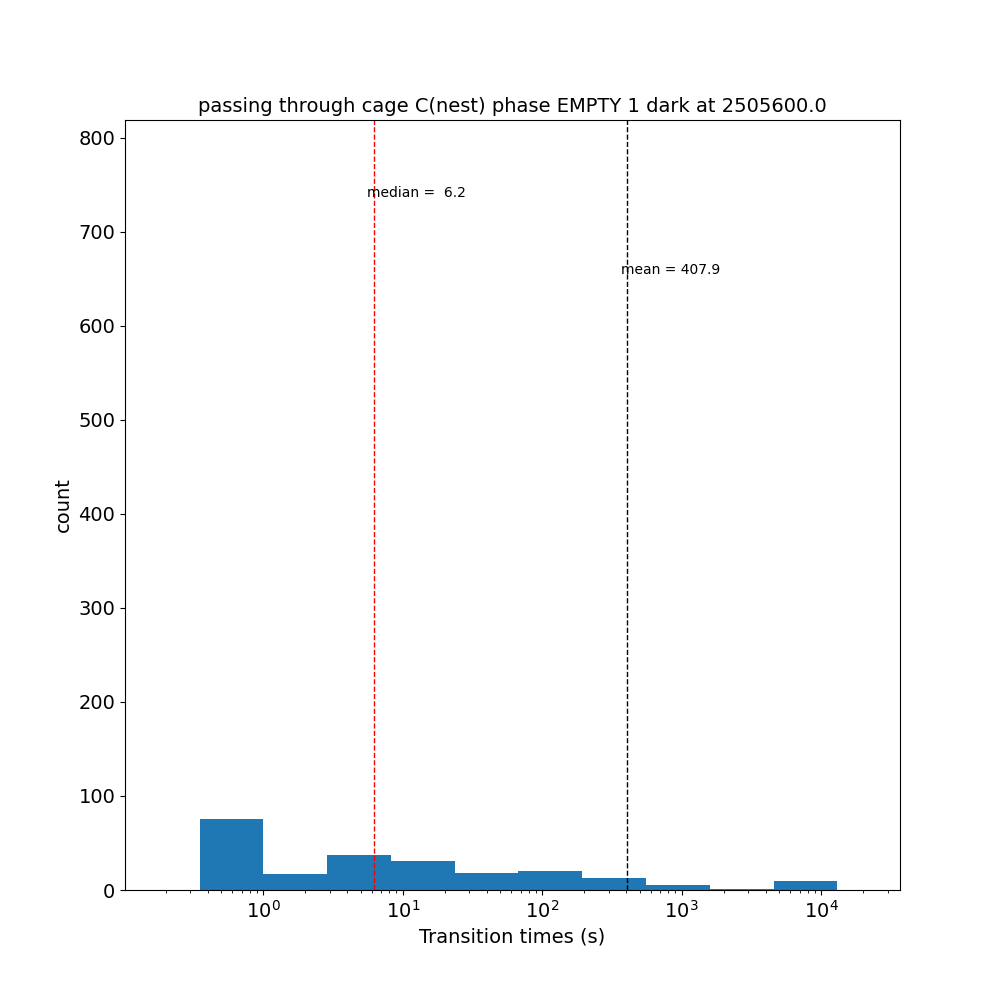 passing through cage C(nest) phase EMPTY 1 dark at 2505600.0
800
median =  6.2
700
mean = 407.9
600
500
count
400
300
200
100
0
10⁰ 10¹ 10² 10³ 10⁴
Transition times (s)